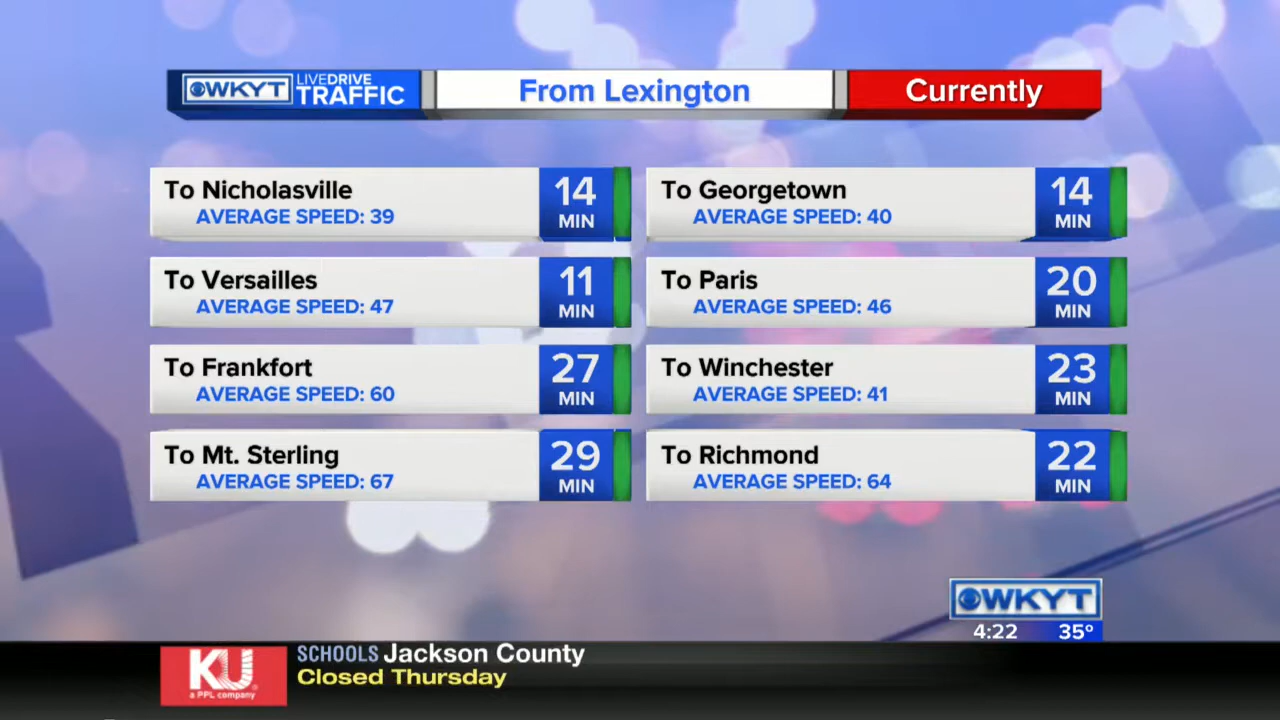 WKYT LIVEDRIVE TRAFFIC From Lexington Currently
To Nicholasville
AVERAGE SPEED: 39
14 MIN
To Georgetown
AVERAGE SPEED: 40
14 MIN
To Versailles
AVERAGE SPEED: 47
11 MIN
To Paris
AVERAGE SPEED: 46
20 MIN
To Frankfort
AVERAGE SPEED: 60
27 MIN
To Winchester
AVERAGE SPEED: 41
23 MIN
To Mt. Sterling
AVERAGE SPEED: 67
29 MIN
To Richmond
AVERAGE SPEED: 64
22 MIN
WKYT
4:22 35°
KU
a PPL company
SCHOOLS Jackson County
Closed Thursday